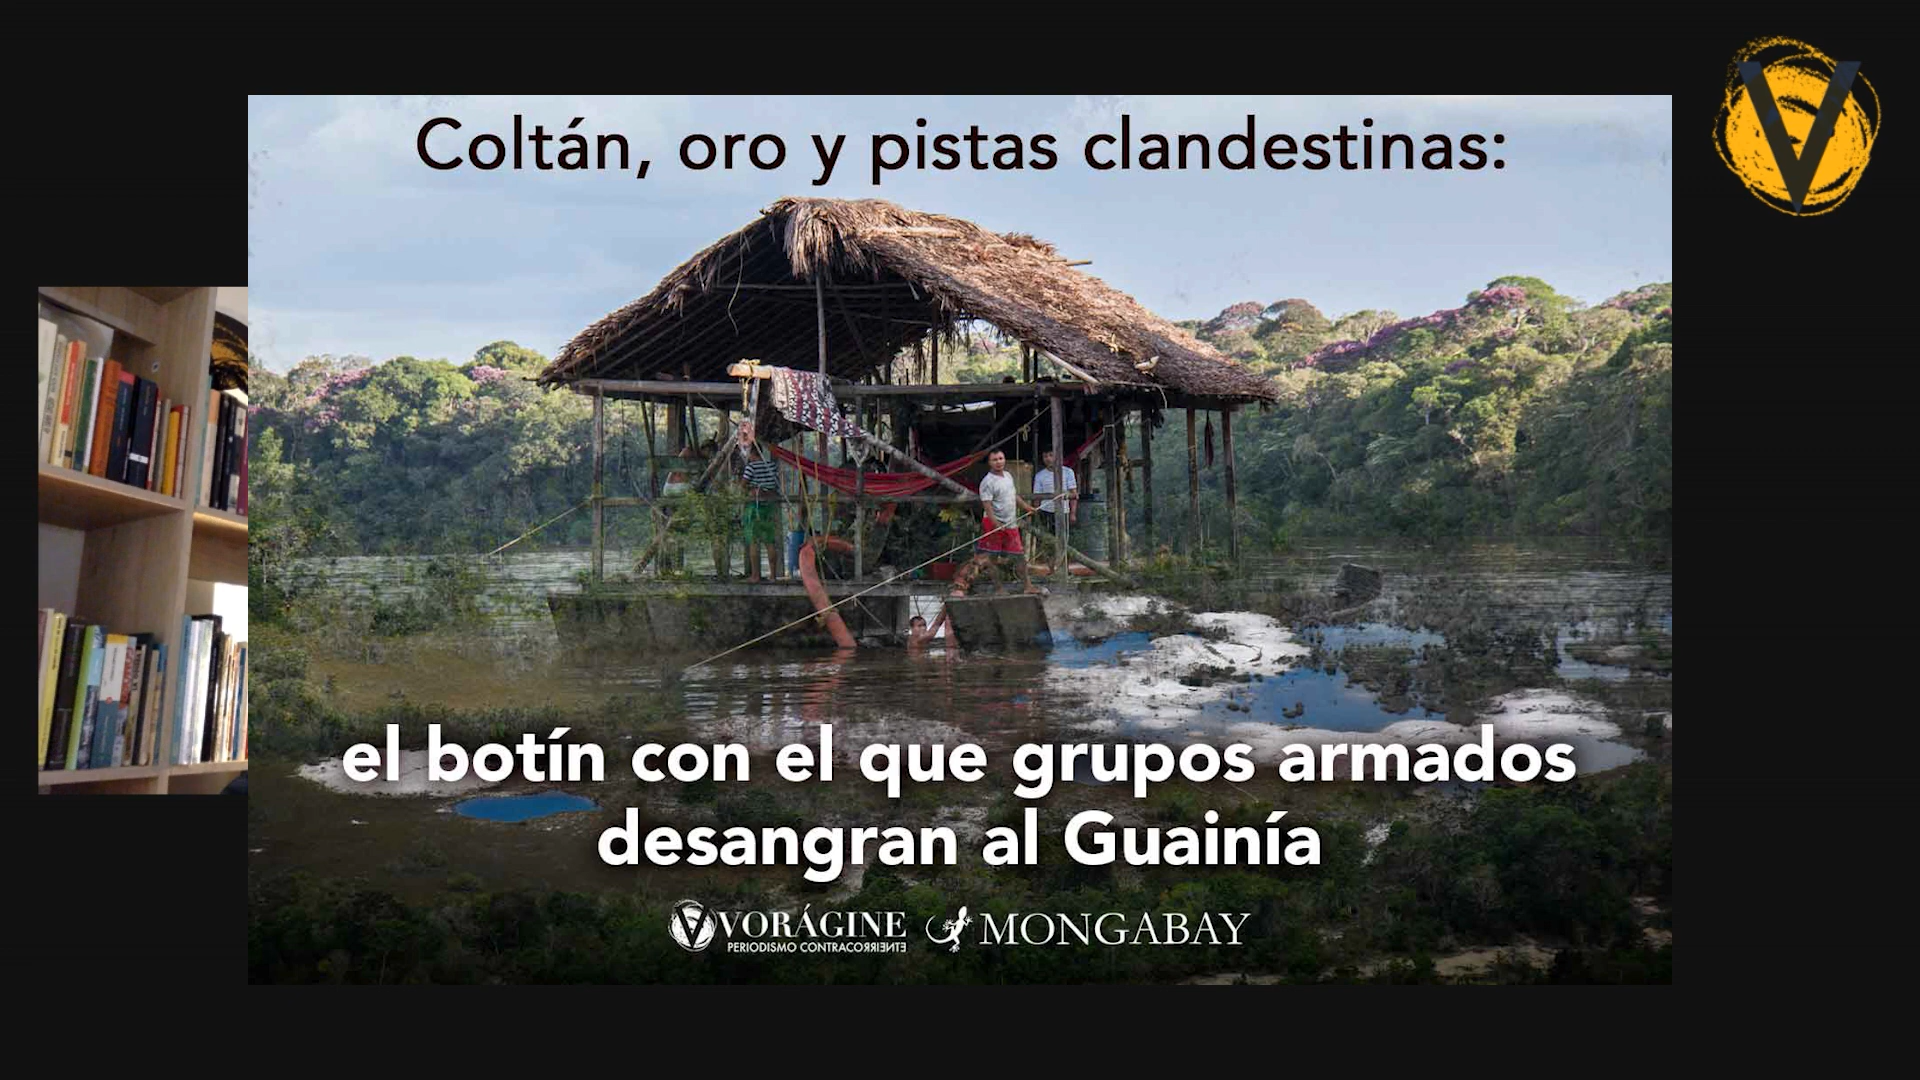 Coltán, oro y pistas clandestinas:
el botín con el que grupos armados
desangran al Guainía
VORÁGINE
PERIODISMO CONTRACORRIENTE
MONGABAY
V